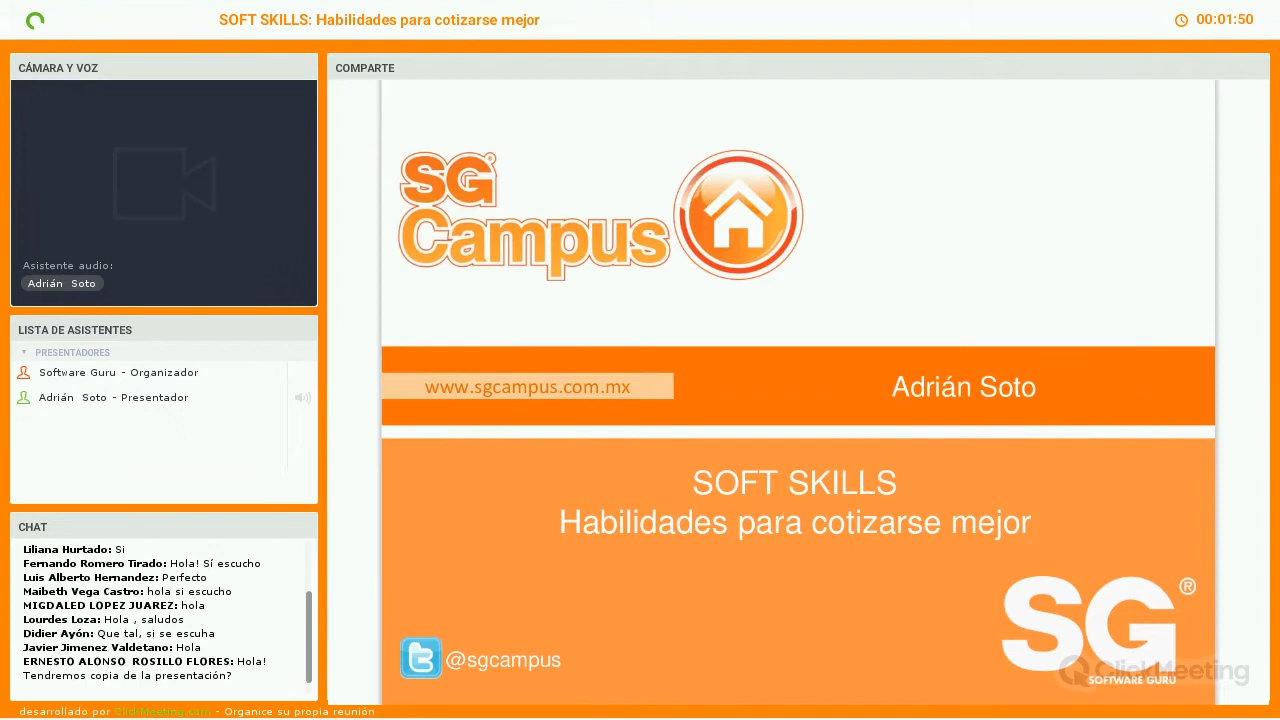 SOFT SKILLS: Habilidades para cotizarse mejor
00:01:50
CÁMARA Y VOZ
Asistente audio:
Adrián Soto
LISTA DE ASISTENTES
PRESENTADORES
Software Guru - Organizador
Adrián Soto - Presentador
CHAT
Liliana Hurtado: Si
Fernando Romero Tirado: Hola! Sí escucho
Luis Alberto Hernandez: Perfecto
Maibeth Vega Castro: hola si escucho
MIGDALED LOPEZ JUAREZ: hola
Lourdes Loza: Hola , saludos
Didier Ayón: Que tal, si se escuha
Javier Jimenez Valdetano: Hola
ERNESTO ALONSO ROSILLO FLORES: Hola!
Tendremos copia de la presentación?
desarrollado por ClickMeeting.com - Organice su propia reunión
COMPARTE
SG®
Campus
www.sgcampus.com.mx
Adrián Soto
SOFT SKILLS
Habilidades para cotizarse mejor
@sgcampus
SG®
SOFTWARE GURU
ClickMeeting